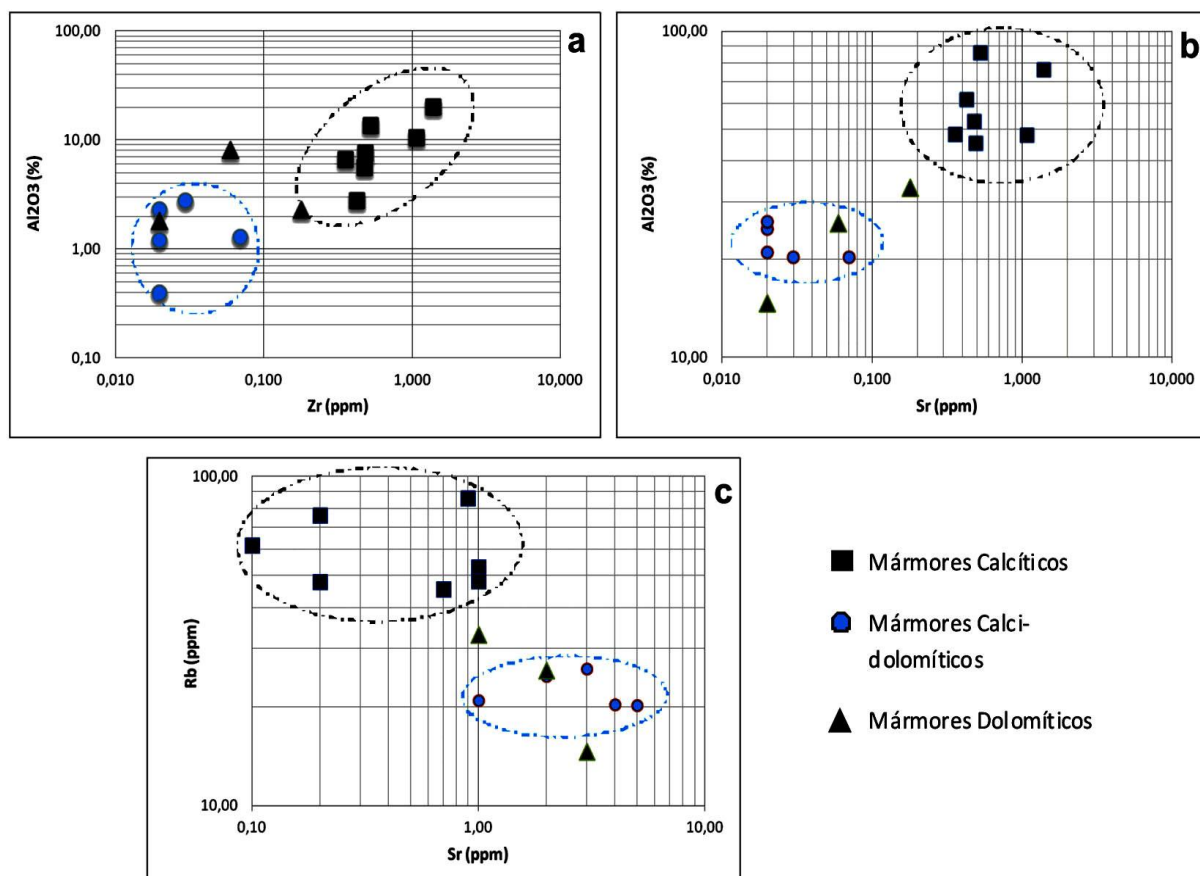 a
100,00
10,00
1,00
0,10
Al2O3 (%)
0,010 0,100 1,000 10,000
Zr (ppm)
b
100,00
10,00
Al2O3 (%)
0,010 0,100 1,000 10,000
Sr (ppm)
c
100,00
10,00
Rb (ppm)
0,10 1,00 10,00
Sr (ppm)
Mármores Calcíticos
Mármores Calci-
dolomíticos
Mármores Dolomíticos